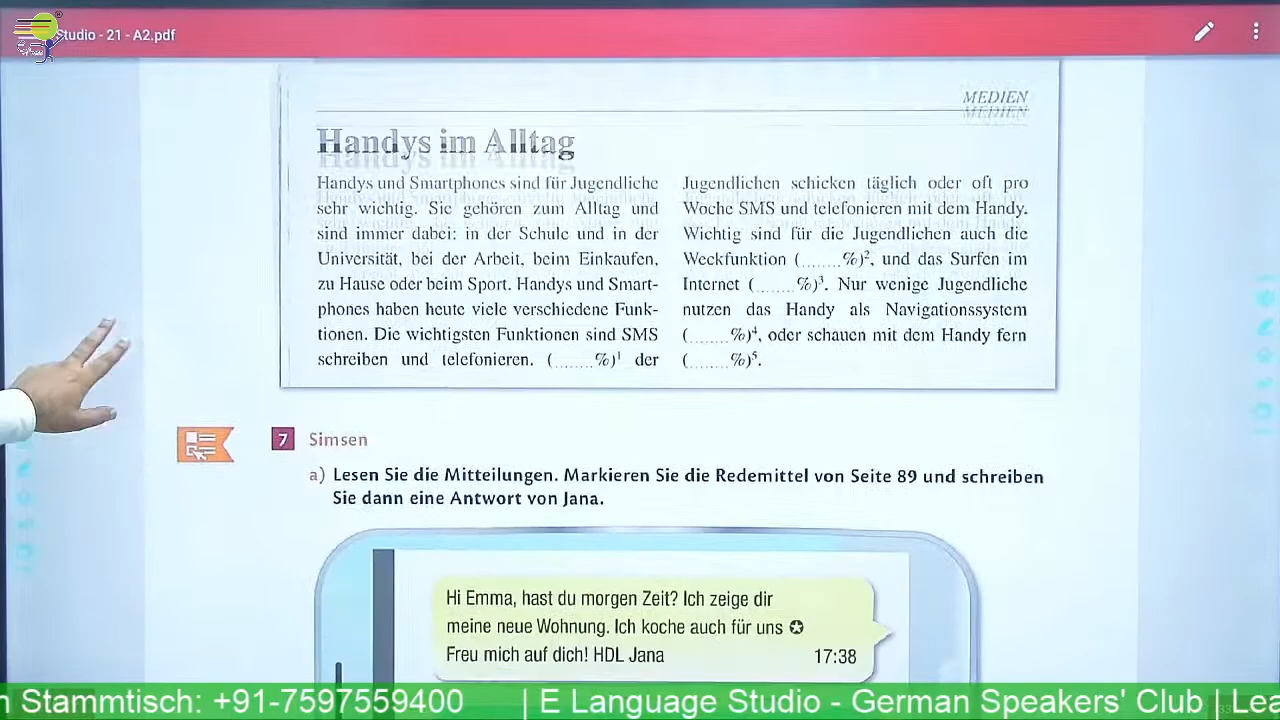 Studio - 21 - A2.pdf
MEDIEN
Handys im Alltag
Handys und Smartphones sind für Jugendliche
sehr wichtig. Sie gehören zum Alltag und
sind immer dabei: in der Schule und in der
Universität, bei der Arbeit, beim Einkaufen,
zu Hause oder beim Sport. Handys und Smart-
phones haben heute viele verschiedene Funk-
tionen. Die wichtigsten Funktionen sind SMS
schreiben und telefonieren. (........%)¹ der
Jugendlichen schicken täglich oder oft pro
Woche SMS und telefonieren mit dem Handy.
Wichtig sind für die Jugendlichen auch die
Weckfunktion (........%)², und das Surfen im
Internet (........%)³. Nur wenige Jugendliche
nutzen das Handy als Navigationssystem
(........%)⁴, oder schauen mit dem Handy fern
(........%)⁵.
7 Simsen
a) Lesen Sie die Mitteilungen. Markieren Sie die Redemittel von Seite 89 und schreiben
Sie dann eine Antwort von Jana.
Hi Emma, hast du morgen Zeit? Ich zeige dir
meine neue Wohnung. Ich koche auch für uns ✪
Freu mich auf dich! HDL Jana 17:38
Stammtisch: +91-7597559400 | E Language Studio - German Speakers' Club | Lea